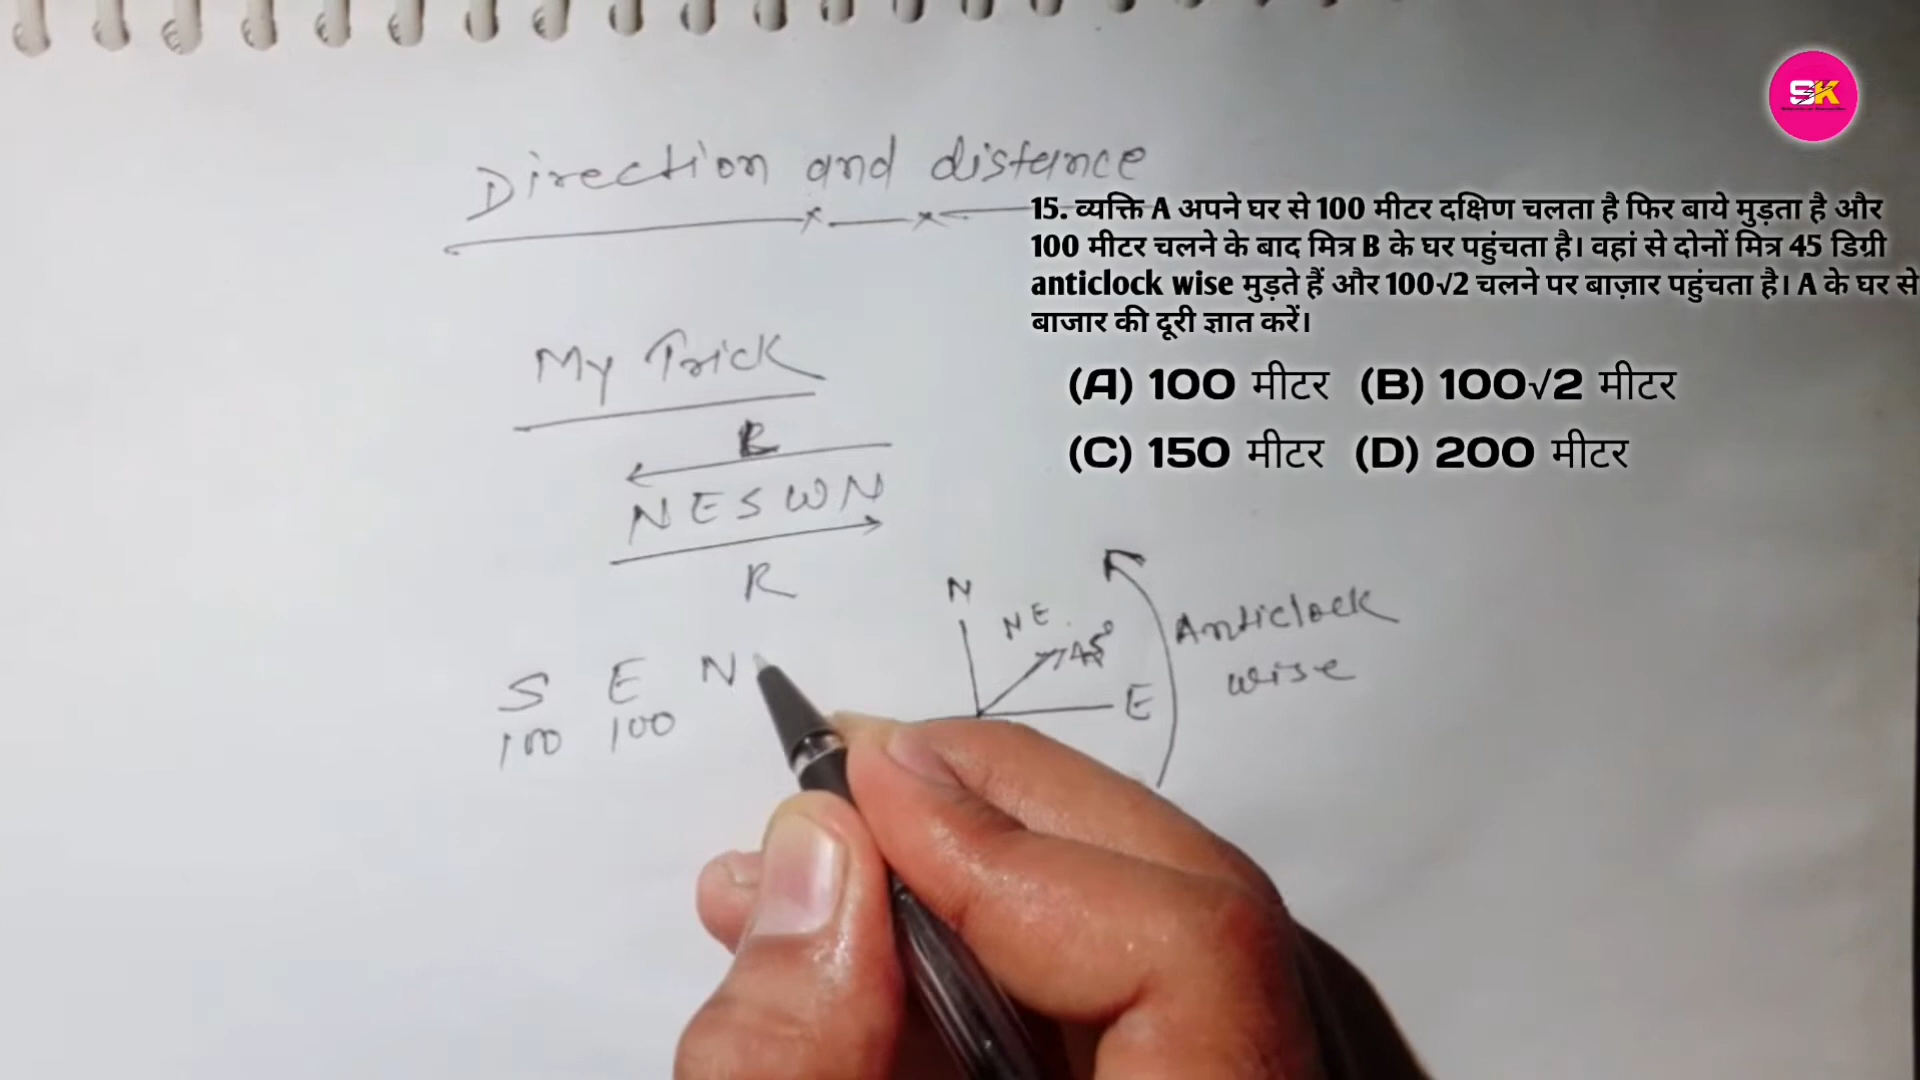 SK
Direction and distance
15. व्यक्ति A अपने घर से 100 मीटर दक्षिण चलता है फिर बाये मुड़ता है और
100 मीटर चलने के बाद मित्र B के घर पहुंचता है। वहां से दोनों मित्र 45 डिग्री
anticlock wise मुड़ते हैं और 100√2 चलने पर बाज़ार पहुंचता है। A के घर से
बाजार की दूरी ज्ञात करें।
(A) 100 मीटर (B) 100√2 मीटर
(C) 150 मीटर (D) 200 मीटर
My Trick
NESWN
R
S E N
100 100
N
NE
45°
E
Anticlock
wise